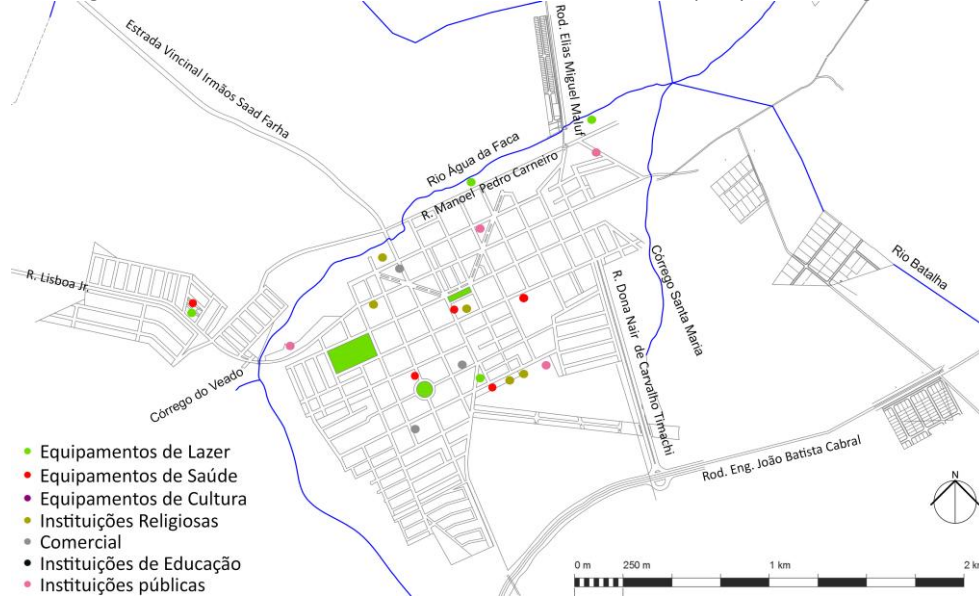 Estrada Vincinal Irmãos Saad Farha
Rod. Elias Miguel Maluf
Rio Água da Faca
R. Manoel Pedro Carneiro
R. Lisboa Jr.
Córrego do Veado
Córrego Santa Maria
R. Dona Nair de Carvalho Timachi
Rio Batalha
Rod. Eng. João Batista Cabral
Equipamentos de Lazer
Equipamentos de Saúde
Equipamentos de Cultura
Instituições Religiosas
Comercial
Instituições de Educação
Instituições públicas
N
0 m 250 m 1 km 2 km